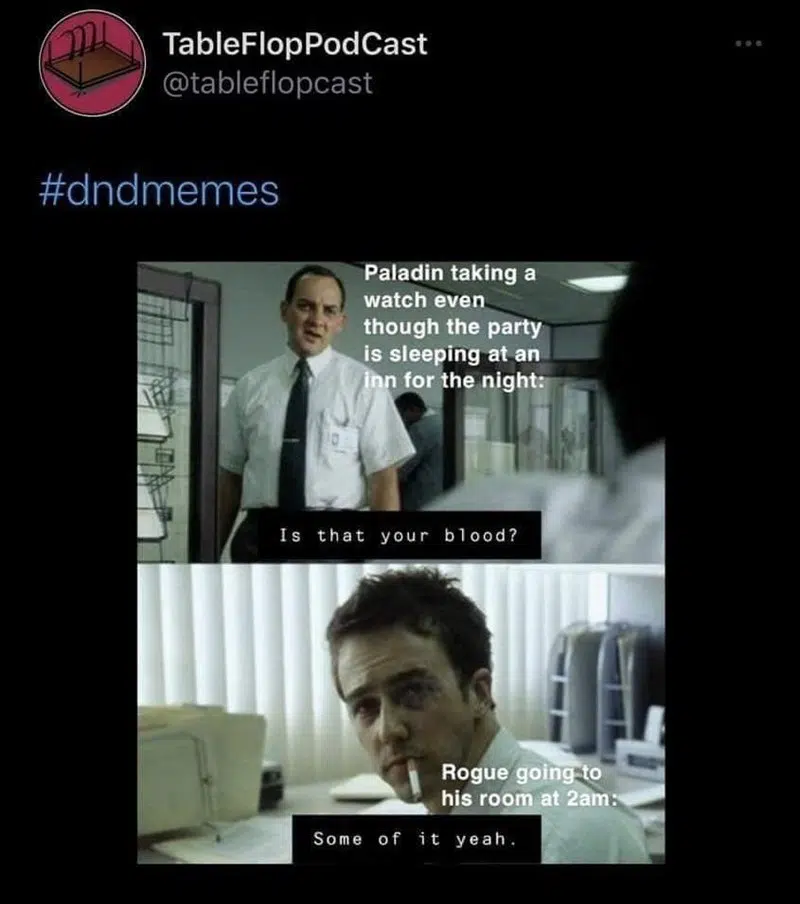 TableFlopPodCast
@tableflopcast
#dndmemes
Paladin taking a
watch even
though the party
is sleeping at an
inn for the night:
Is that your blood?
Rogue going to
his room at 2am:
Some of it yeah.